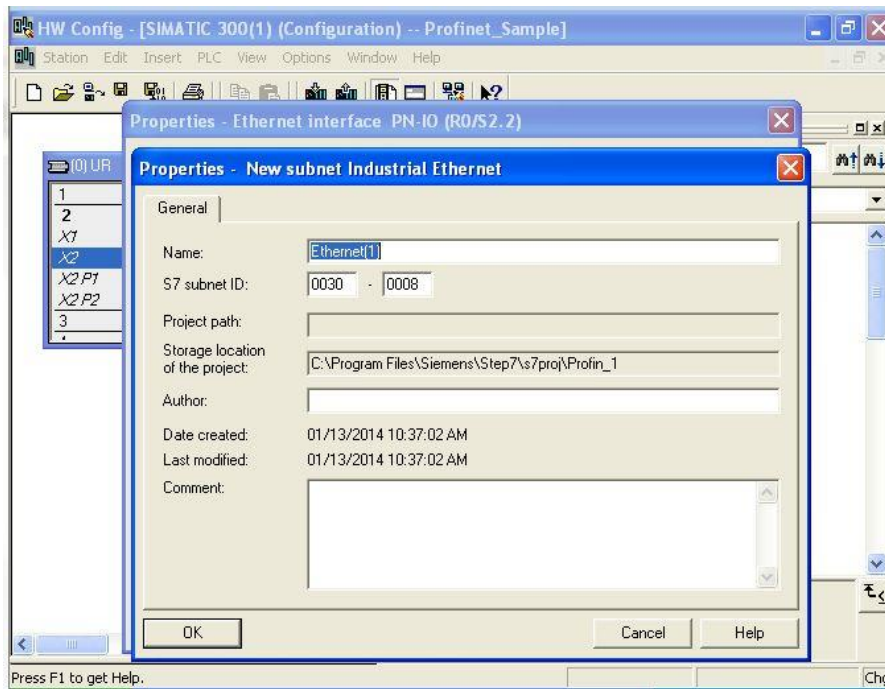 HW Config - [SIMATIC 300(1) (Configuration) -- Profinet_Sample]
Station Edit Insert PLC View Options Window Help
Properties - Ethernet interface PN-IO (R0/S2.2)
(0) UR
1
2
X1
X2
X2 P1
X2 P2
3
Properties - New subnet Industrial Ethernet
General
Name: Ethernet(1)
S7 subnet ID: 0030 - 0008
Project path:
Storage location
of the project: C:\Program Files\Siemens\Step7\s7proj\Profin_1
Author:
Date created: 01/13/2014 10:37:02 AM
Last modified: 01/13/2014 10:37:02 AM
Comment:
OK Cancel Help
Press F1 to get Help.